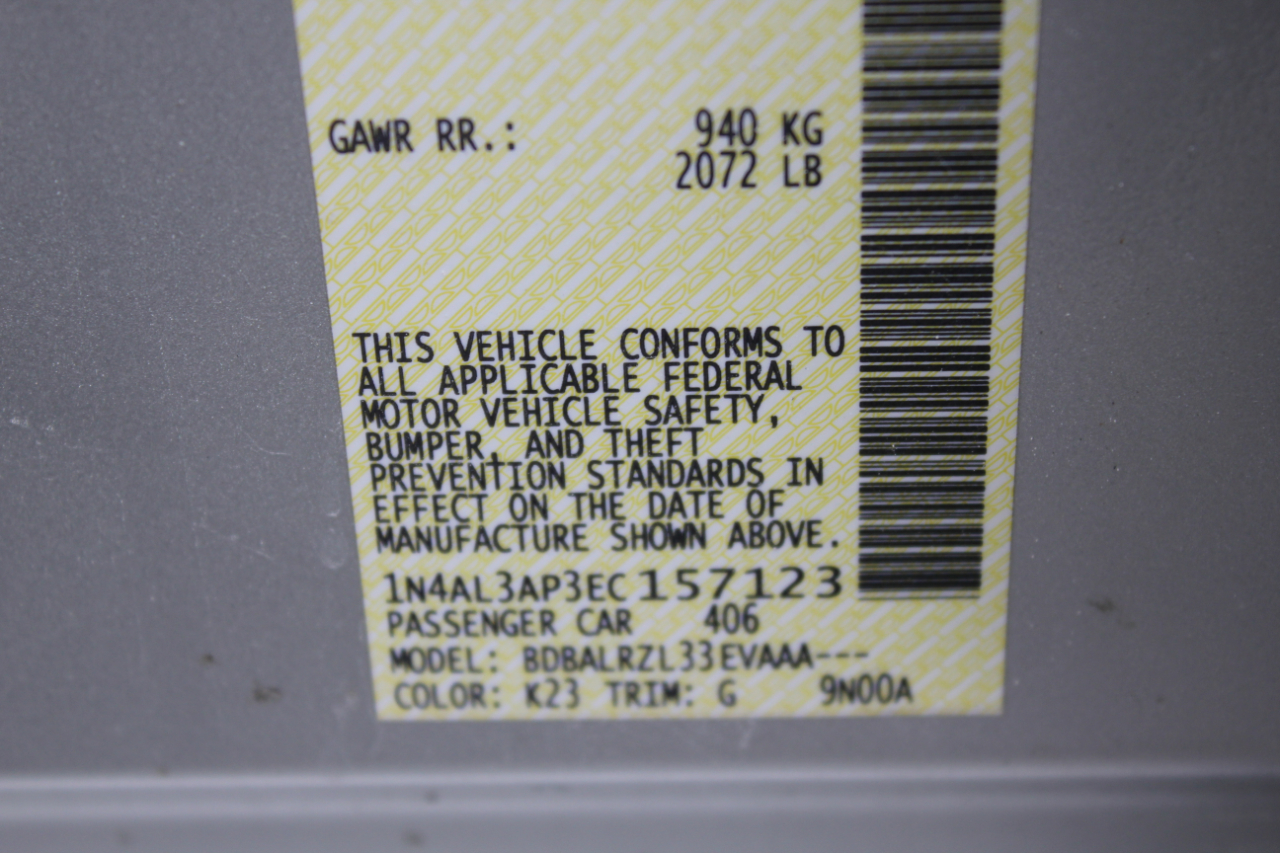 GAWR RR.: 940 KG
2072 LB
THIS VEHICLE CONFORMS TO
ALL APPLICABLE FEDERAL
MOTOR VEHICLE SAFETY,
BUMPER, AND THEFT
PREVENTION STANDARDS IN
EFFECT ON THE DATE OF
MANUFACTURE SHOWN ABOVE.
1N4AL3AP3EC157123
PASSENGER CAR 406
MODEL: BDBALRZL33EVAAA---
COLOR: K23 TRIM: G 9N00A